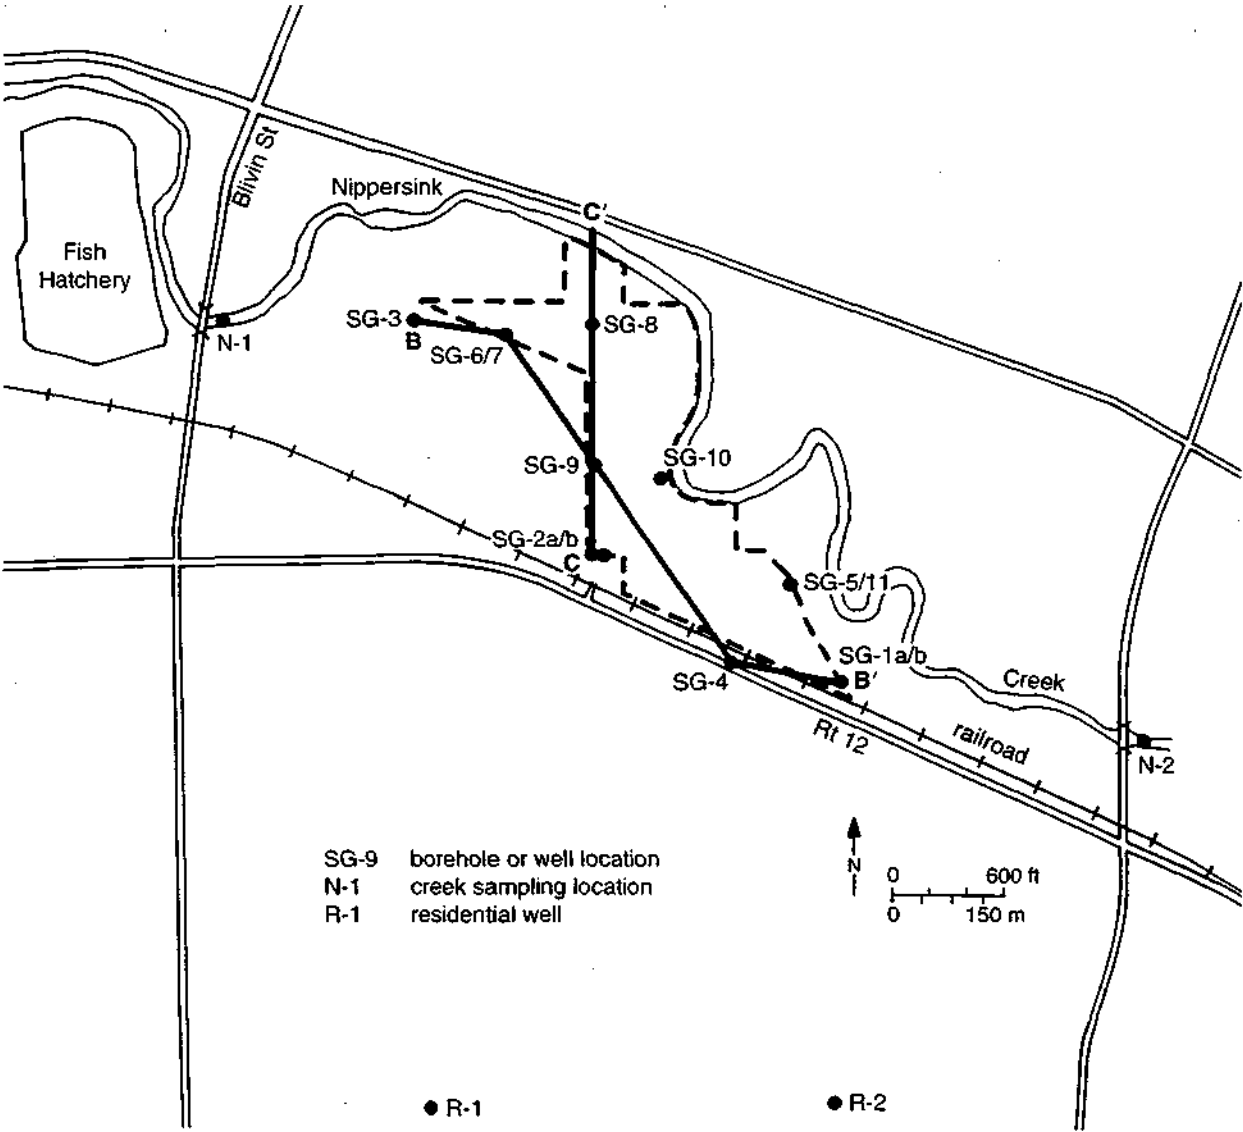 Blivin St
Nippersink
C'
Fish
Hatchery
SG-3
B
SG-8
N-1
SG-6/7
SG-9
SG-10
SG-2a/b
C
SG-5/11
SG-1a/b
B'
SG-4
Creek
Rt 12
railroad
N-2
N
SG-9 borehole or well location
N-1 creek sampling location
R-1 residential well
0 600 ft
0 150 m
R-1
R-2